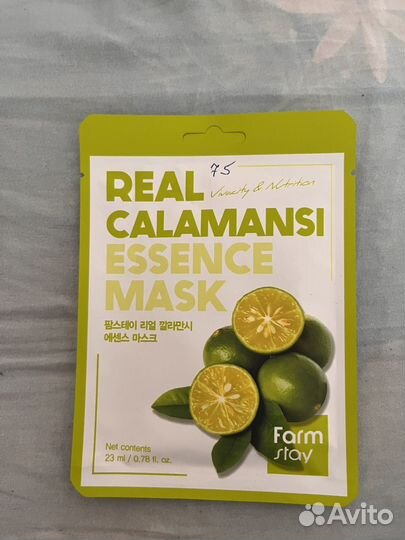 75
REAL
Vivacity & Nutrition
CALAMANSI
ESSENCE
MASK
팜스테이 리얼 깔라만시
에센스 마스크
Net contents
23 ml / 0.78 fl. oz.
Farm
stay
Avito